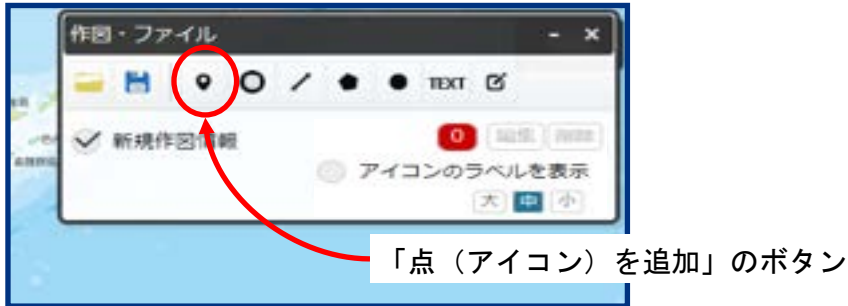 作図・ファイル
TEXT
新規作図情報
0 編集 削除
アイコンのラベルを表示
大 中 小
「点（アイコン）を追加」のボタン